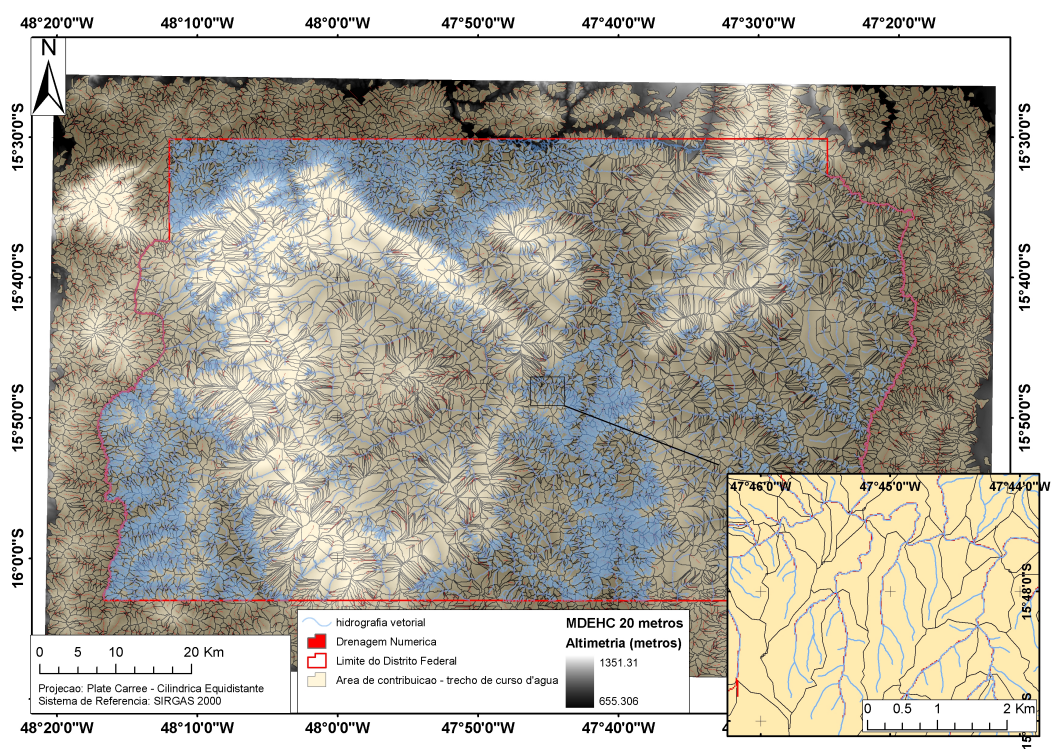 48°20'0"W 48°10'0"W 48°0'0"W 47°50'0"W 47°40'0"W 47°30'0"W 47°20'0"W
N
15°30'0"S 15°30'0"S
15°40'0"S 15°40'0"S
15°50'0"S 15°50'0"S
16°0'0"S
47°46'0"W 47°45'0"W 47°44'0"W
15°48'0"S
0 0.5 1 2 Km
hidrografia vetorial
Drenagem Numerica
Limite do Distrito Federal
Area de contribuicao - trecho de curso d'agua
MDEHC 20 metros
Altimetria (metros)
1351.31
655.306
0 5 10 20 Km
Projecao: Plate Carree - Cilindrica Equidistante
Sistema de Referencia: SIRGAS 2000
48°20'0"W 48°10'0"W 48°0'0"W 47°50'0"W 47°40'0"W